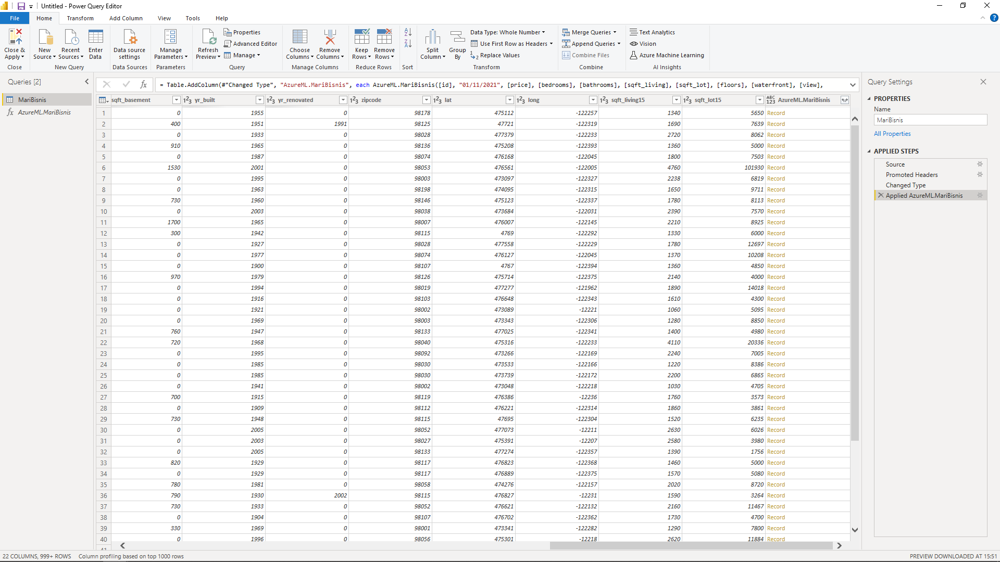 Untitled - Power Query Editor
File Home Transform Add Column View Tools Help
Close & Apply
New Source
Recent Sources
Enter Data
Data source settings
Manage Parameters
Refresh Preview
Properties
Advanced Editor
Manage
Choose Columns
Remove Columns
Keep Rows
Remove Rows
Split Column
Group By
Data Type: Whole Number
Use First Row as Headers
Replace Values
Merge Queries
Append Queries
Combine Files
Text Analytics
Vision
Azure Machine Learning
Close New Query Data Sources Parameters Query Manage Columns Reduce Rows Sort Transform Combine AI Insights
Queries [2]
MariBisnis
AzureML.MariBisnis
= Table.AddColumn(#"Changed Type", "AzureML.MariBisnis", each AzureML.MariBisnis([id], "01/11/2021", [price], [bedrooms], [bathrooms], [sqft_living], [sqft_lot], [floors], [waterfront], [view],
sqft_basement yr_built yr_renovated zipcode lat long sqft_living15 sqft_lot15 AzureML.MariBisnis
1 0 1955 0 98178 475112 -122257 1340 5650 Record
2 400 1951 1991 98125 47721 -122319 1690 7639 Record
3 0 1933 0 98028 477379 -122233 2720 8062 Record
4 910 1965 0 98136 475208 -122393 1360 5000 Record
5 0 1987 0 98074 476168 -122045 1800 7503 Record
6 1530 2001 0 98053 476561 -122005 4760 101930 Record
7 0 1995 0 98003 473097 -122327 2238 6819 Record
8 0 1963 0 98198 474095 -122315 1650 9711 Record
9 730 1960 0 98146 475123 -122337 1780 8113 Record
10 0 2003 0 98038 473684 -122031 2390 7570 Record
11 1700 1965 0 98007 476007 -122145 2210 8925 Record
12 300 1942 0 98115 4769 -122292 1330 6000 Record
13 0 1927 0 98028 477558 -122229 1780 12697 Record
14 0 1977 0 98074 476127 -122045 1370 10208 Record
15 0 1900 0 98107 4767 -122394 1360 4850 Record
16 970 1979 0 98126 475714 -122375 2140 4000 Record
17 0 1994 0 98019 477277 -121962 1890 14018 Record
18 0 1916 0 98103 476648 -122343 1610 4300 Record
19 0 1921 0 98002 473089 -12221 1060 5095 Record
20 0 1969 0 98003 473343 -122306 1280 8850 Record
21 760 1947 0 98133 477025 -122341 1400 4980 Record
22 720 1968 0 98040 475316 -122233 4110 20336 Record
23 0 1995 0 98092 473266 -122169 2240 7005 Record
24 0 1985 0 98030 473533 -122166 1220 8386 Record
25 0 1985 0 98030 473739 -122172 2200 6865 Record
26 0 1941 0 98002 473048 -122218 1030 4705 Record
27 700 1915 0 98119 476386 -12236 1760 3573 Record
28 0 1909 0 98112 476221 -122314 1860 3861 Record
29 730 1948 0 98115 47695 -122304 1520 6235 Record
30 0 2005 0 98052 477073 -12211 2630 6026 Record
31 0 2003 0 98027 475391 -12207 2580 3980 Record
32 0 2005 0 98133 477274 -122357 1390 1756 Record
33 820 1929 0 98117 476823 -122368 1460 5000 Record
34 0 1929 0 98117 476889 -122375 1570 5080 Record
35 780 1981 0 98058 474276 -122157 2020 8720 Record
36 790 1930 2002 98115 476827 -12231 1590 3264 Record
37 730 1933 0 98052 476621 -122132 2160 11467 Record
38 0 1904 0 98107 476702 -122362 1730 4700 Record
39 330 1969 0 98001 473341 -122282 1290 7800 Record
40 0 1996 0 98056 475301 -12218 2620 11884 Record
41
Query Settings
PROPERTIES
Name
MariBisnis
All Properties
APPLIED STEPS
Source
Promoted Headers
Changed Type
Applied AzureML.MariBisnis
22 COLUMNS, 999+ ROWS Column profiling based on top 1000 rows
PREVIEW DOWNLOADED AT 15:51